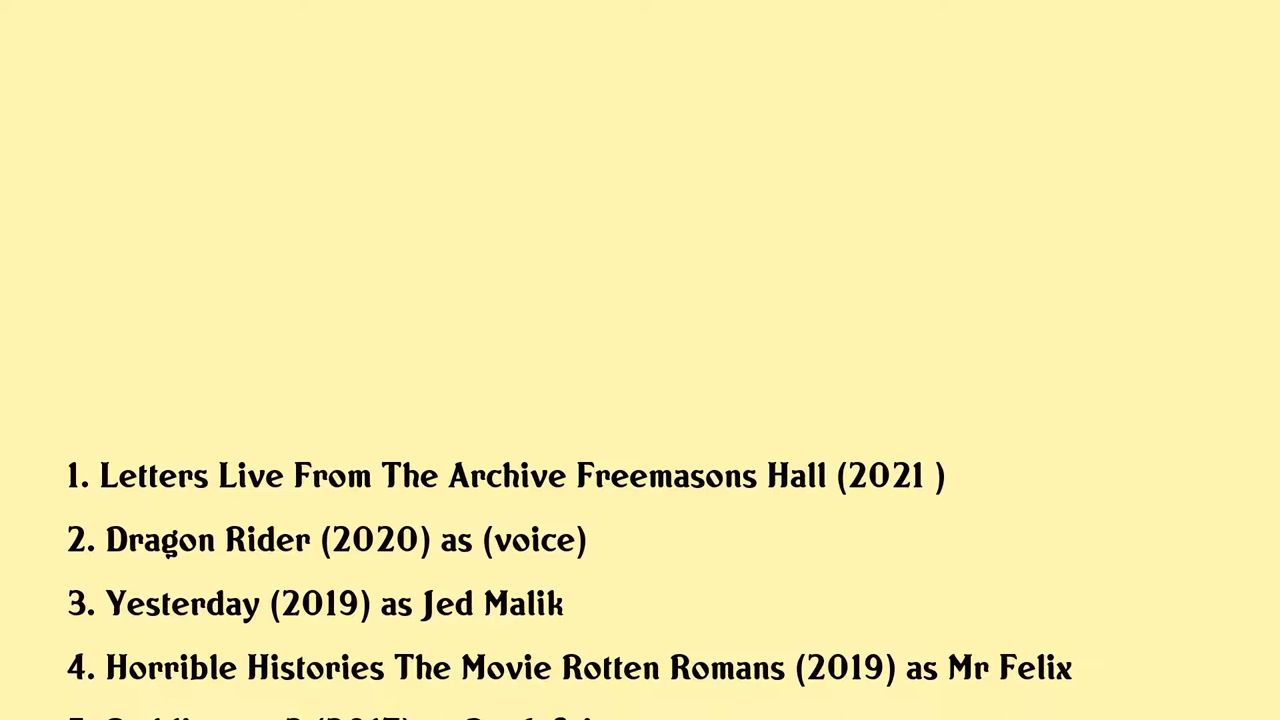 1. Letters Live From The Archive Freemasons Hall (2021 )
2. Dragon Rider (2020) as (voice)
3. Yesterday (2019) as Jed Malik
4. Horrible Histories The Movie Rotten Romans (2019) as Mr Felix